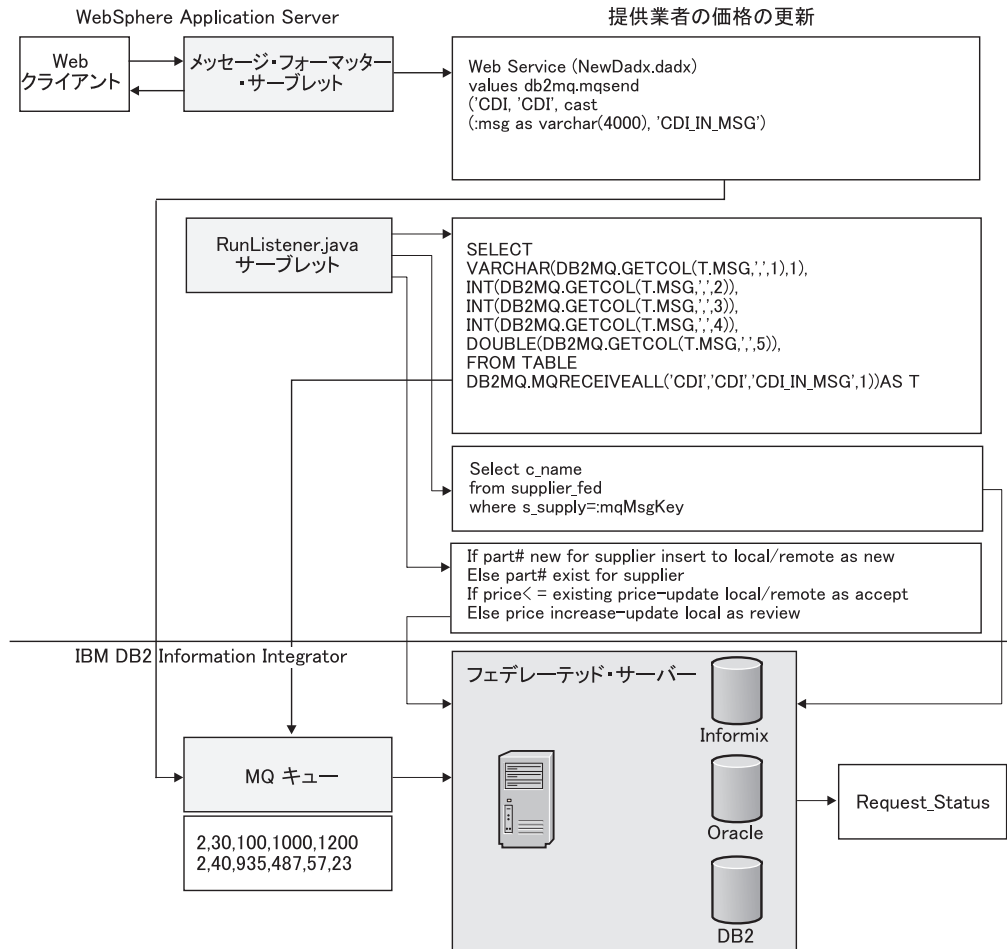 WebSphere Application Server
提供業者の価格の更新
Web
クライアント
メッセージ・フォーマッター
・サーブレット
Web Service (NewDadx.dadx)
values db2mq.mqsend
('CDI, 'CDI', cast
(:msg as varchar(4000), 'CDI_IN_MSG')
RunListener.java
サーブレット
SELECT
VARCHAR(DB2MQ.GETCOL(T.MSG,',',1),1),
INT(DB2MQ.GETCOL(T.MSG,',',2)),
INT(DB2MQ.GETCOL(T.MSG,',',3)),
INT(DB2MQ.GETCOL(T.MSG,',',4)),
DOUBLE(DB2MQ.GETCOL(T.MSG,',',5)),
FROM TABLE
DB2MQ.MQRECEIVEALL('CDI','CDI','CDI_IN_MSG',1))AS T
Select c_name
from supplier_fed
where s_supply=:mqMsgKey
If part# new for supplier insert to local/remote as new
Else part# exist for supplier
If price< = existing price-update local/remote as accept
Else price increase-update local as review
IBM DB2 Information Integrator
フェデレーテッド・サーバー
Informix
MQ キュー
Oracle
Request_Status
2,30,100,1000,1200
2,40,935,487,57,23
DB2